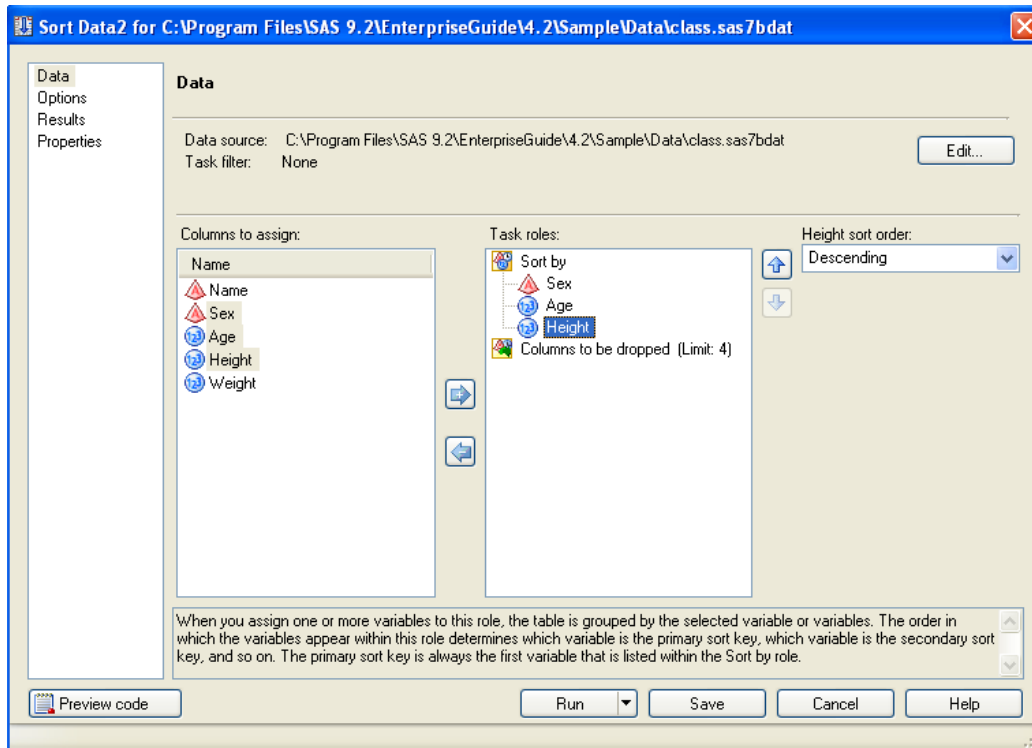 Sort Data2 for C:\Program Files\SAS 9.2\EnterpriseGuide\4.2\Sample\Data\class.sas7bdat
Data
Options
Results
Properties
Data
Data source: C:\Program Files\SAS 9.2\EnterpriseGuide\4.2\Sample\Data\class.sas7bdat
Task filter: None
Edit...
Columns to assign:
Name
Name
Sex
Age
Height
Weight
Task roles:
Sort by
Sex
Age
Height
Columns to be dropped (Limit: 4)
Height sort order:
Descending
When you assign one or more variables to this role, the table is grouped by the selected variable or variables. The order in
which the variables appear within this role determines which variable is the primary sort key, which variable is the secondary sort
key, and so on. The primary sort key is always the first variable that is listed within the Sort by role.
Preview code
Run
Save
Cancel
Help